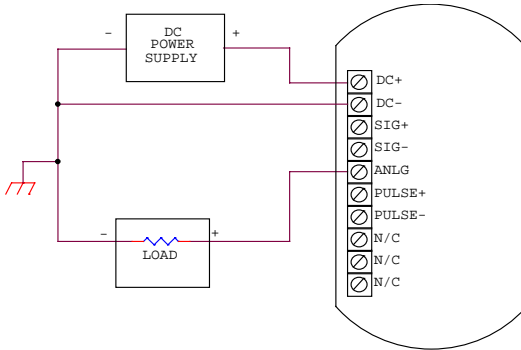 DC
POWER
SUPPLY
-
+
DC+
DC-
SIG+
SIG-
ANLG
PULSE+
PULSE-
N/C
N/C
N/C
-
+
LOAD